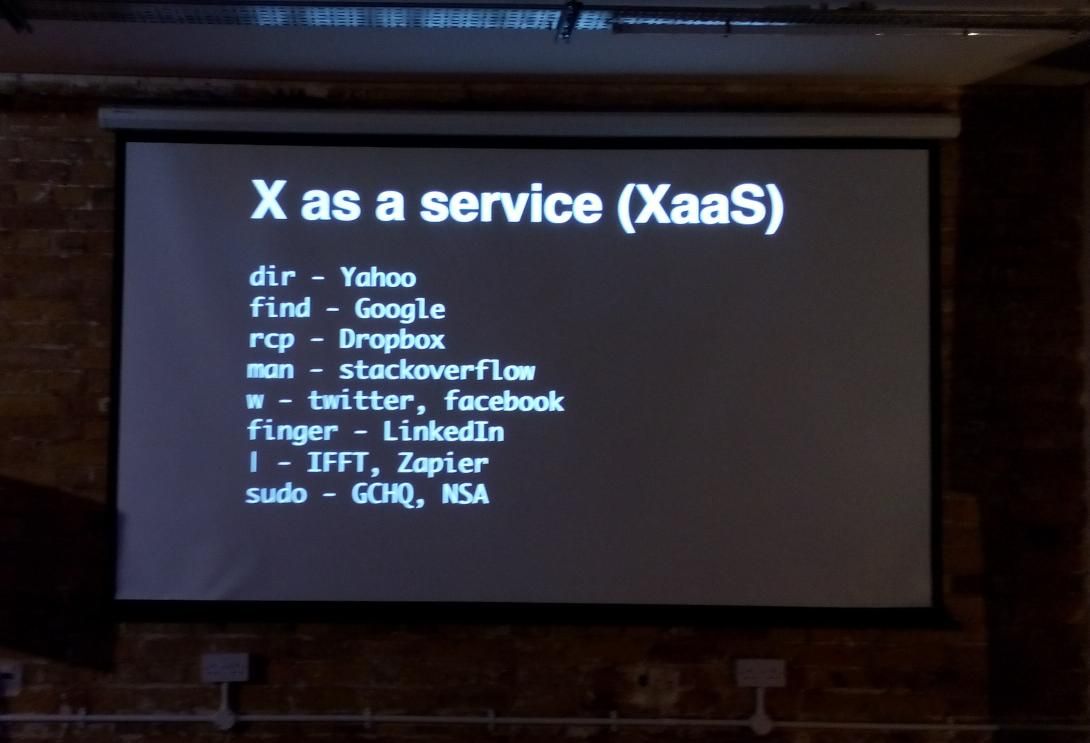 X as a service (XaaS)
dir - Yahoo
find - Google
rcp - Dropbox
man - stackoverflow
w - twitter, facebook
finger - LinkedIn
| - IFFT, Zapier
sudo - GCHQ, NSA